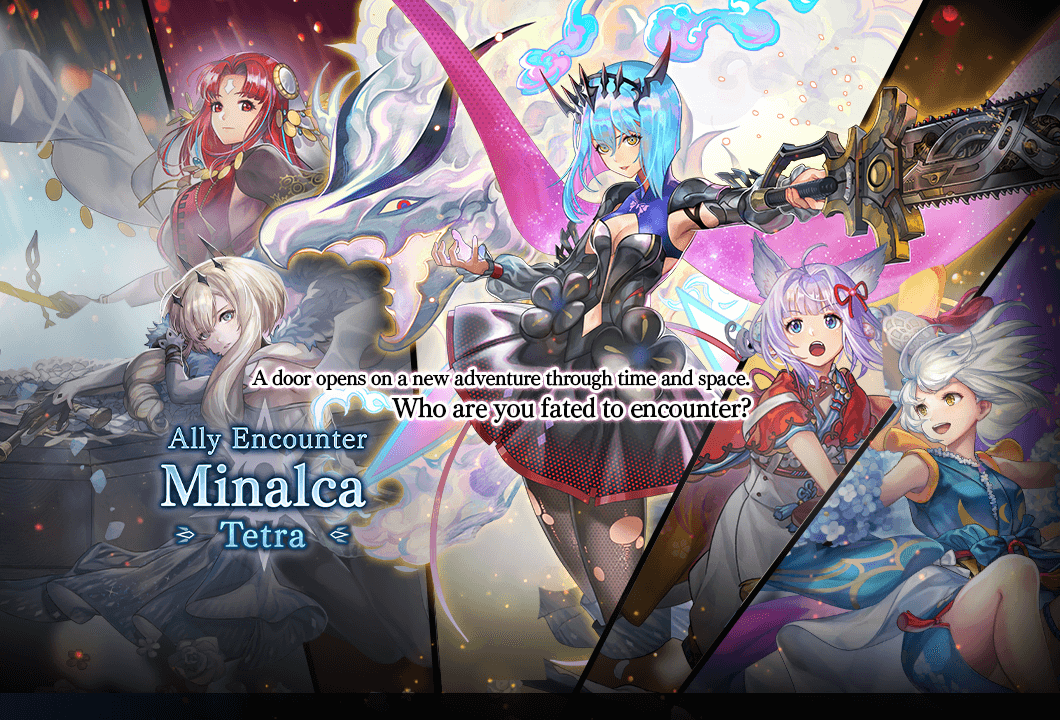 A door opens on a new adventure through time and space.
Who are you fated to encounter?
Ally Encounter
Minalca
Tetra